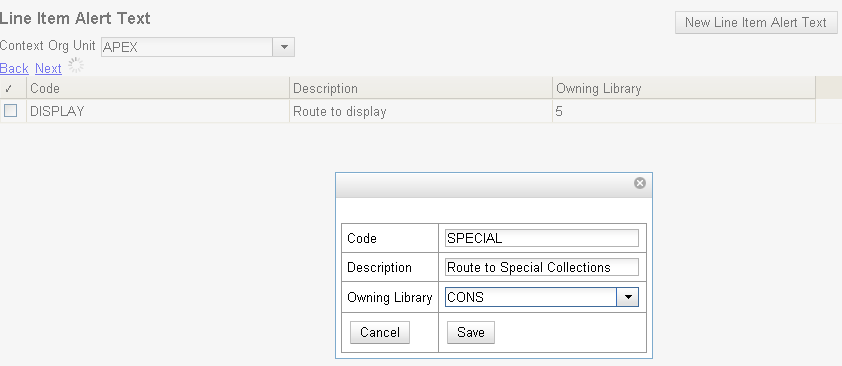 Line Item Alert Text
New Line Item Alert Text
Context Org Unit APEX
Back Next
✓ Code Description Owning Library
DISPLAY Route to display 5
Code SPECIAL
Description Route to Special Collections
Owning Library CONS
Cancel Save